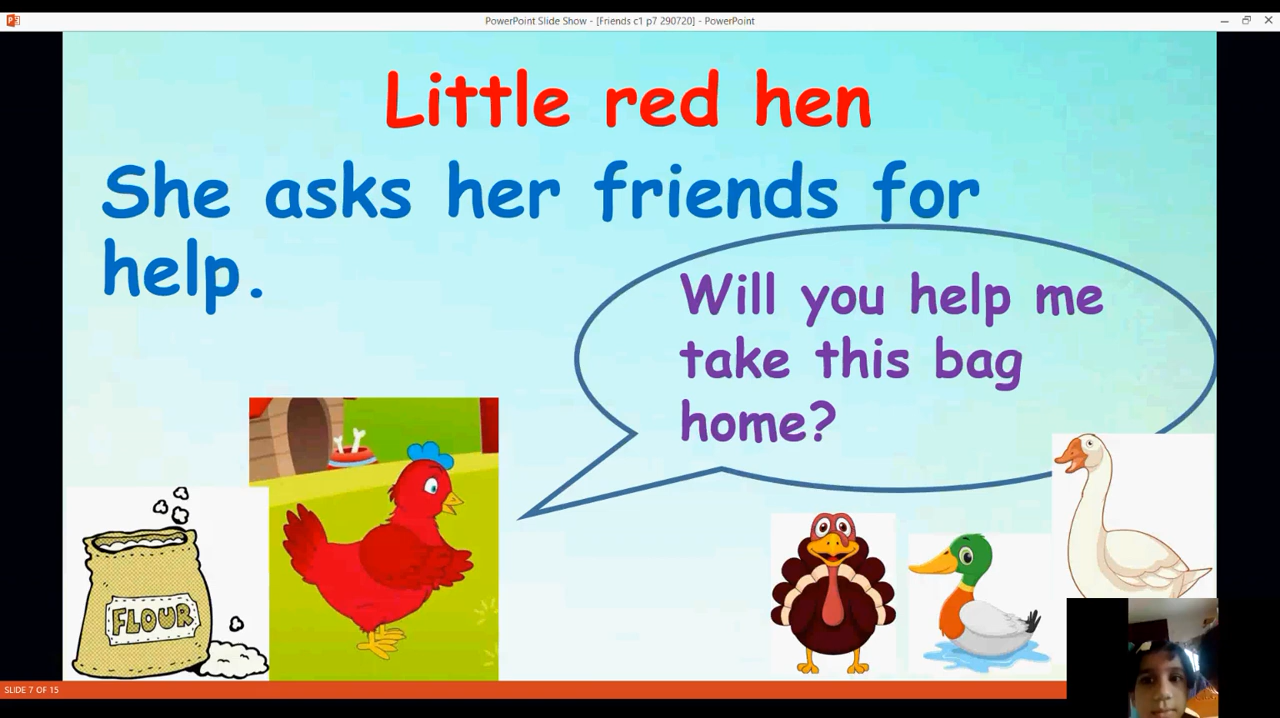 PowerPoint Slide Show - [Friends c1 p7 290720] - PowerPoint
Little red hen
She asks her friends for
help.
Will you help me
take this bag
home?
FLOUR
SLIDE 7 OF 15